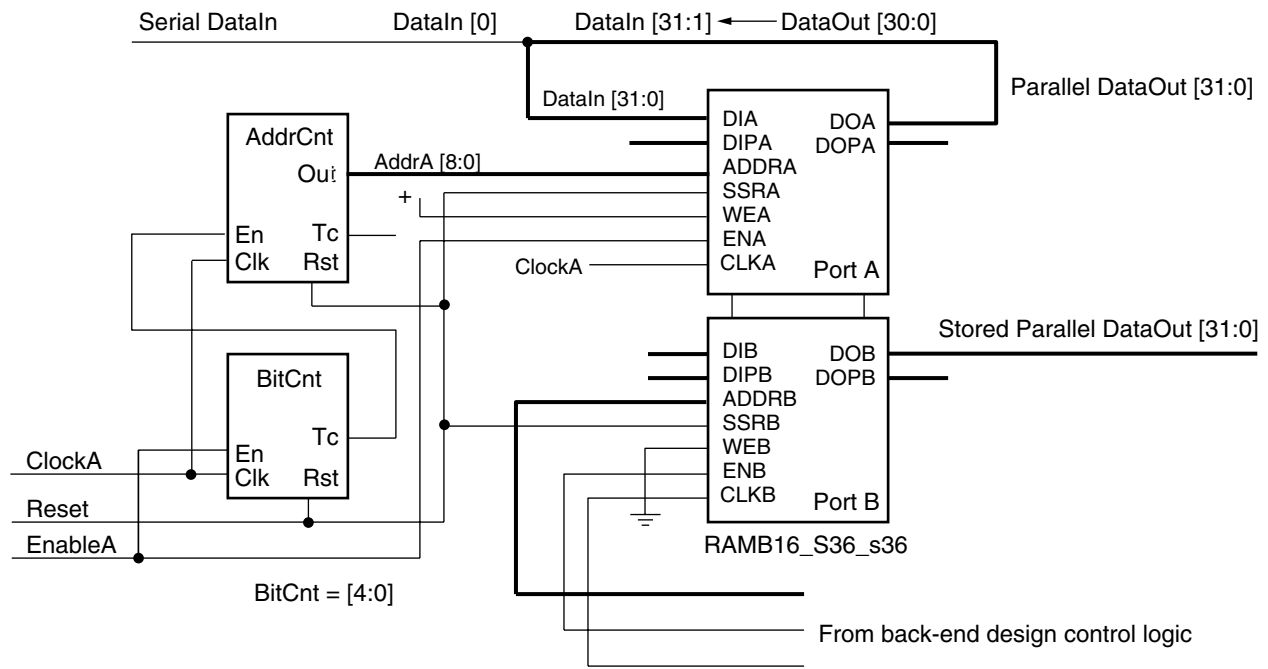 Serial DataIn DataIn [0] DataIn [31:1] DataOut [30:0]
Parallel DataOut [31:0]
DataIn [31:0]
AddrCnt
Out
En Tc
Clk Rst
AddrA [8:0]
+
ClockA
DIA DOA
DIPA DOPA
ADDRA
SSRA
WEA
ENA
CLKA Port A
Stored Parallel DataOut [31:0]
BitCnt
Tc
En
Clk Rst
DIB DOB
DIPB DOPB
ADDRB
SSRB
WEB
ENB
CLKB Port B
ClockA
Reset
EnableA
RAMB16_S36_s36
BitCnt = [4:0]
From back-end design control logic